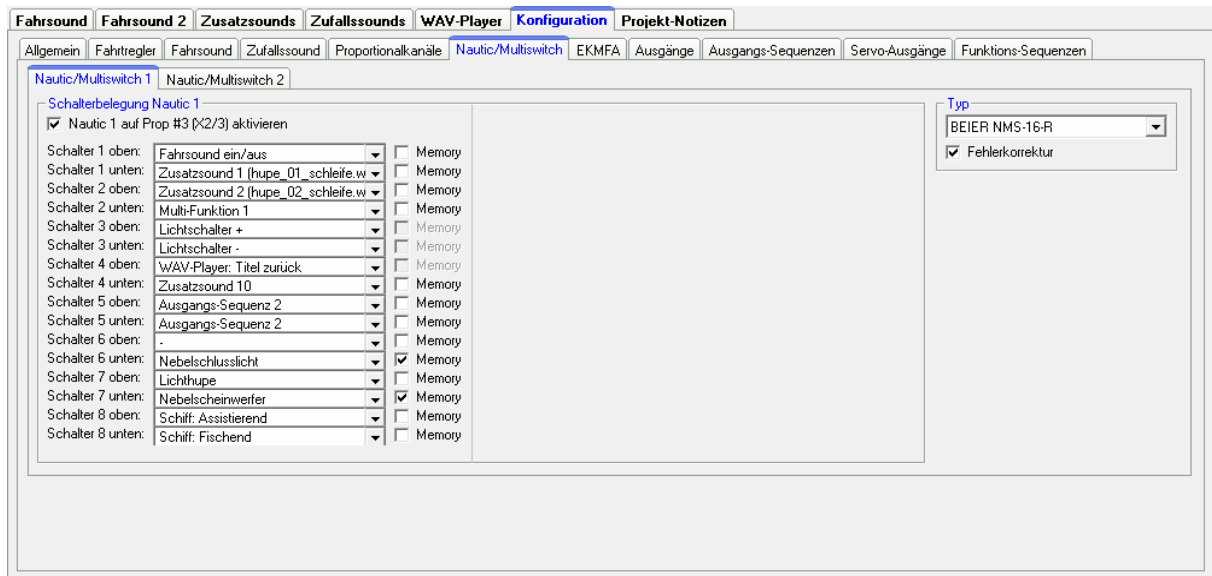 Fahrsound Fahrsound 2 Zusatzsounds Zufallssounds WAV-Player Konfiguration Projekt-Notizen
Allgemein Fahrtregler Fahrsound Zufallssound Proportionalkanäle Nautic/Multiswitch EKMFA Ausgänge Ausgangs-Sequenzen Servo-Ausgänge Funktions-Sequenzen
Nautic/Multiswitch 1 Nautic/Multiswitch 2
Schalterbelegung Nautic 1
Nautic 1 auf Prop #3 (X2/3) aktivieren
Schalter 1 oben: Fahrsound ein/aus Memory
Schalter 1 unten: Zusatzsound 1 (hupe_01_schleife.w Memory
Schalter 2 oben: Zusatzsound 2 (hupe_02_schleife.w Memory
Schalter 2 unten: Multi-Funktion 1 Memory
Schalter 3 oben: Lichtschalter + Memory
Schalter 3 unten: Lichtschalter - Memory
Schalter 4 oben: WAV-Player: Titel zurück Memory
Schalter 4 unten: Zusatzsound 10 Memory
Schalter 5 oben: Ausgangs-Sequenz 2 Memory
Schalter 5 unten: Ausgangs-Sequenz 2 Memory
Schalter 6 oben: - Memory
Schalter 6 unten: Nebelschlusslicht Memory
Schalter 7 oben: Lichthupe Memory
Schalter 7 unten: Nebelscheinwerfer Memory
Schalter 8 oben: Schiff: Assistierend Memory
Schalter 8 unten: Schiff: Fischend Memory
Typ
BEIER NMS-16-R
Fehlerkorrektur